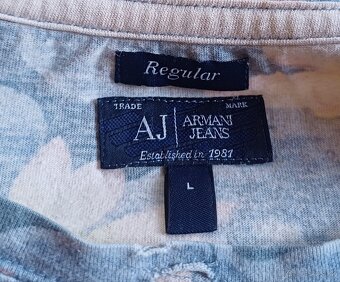 Regular
TRADE MARK
AJ ARMANI JEANS
Established in 1981
L